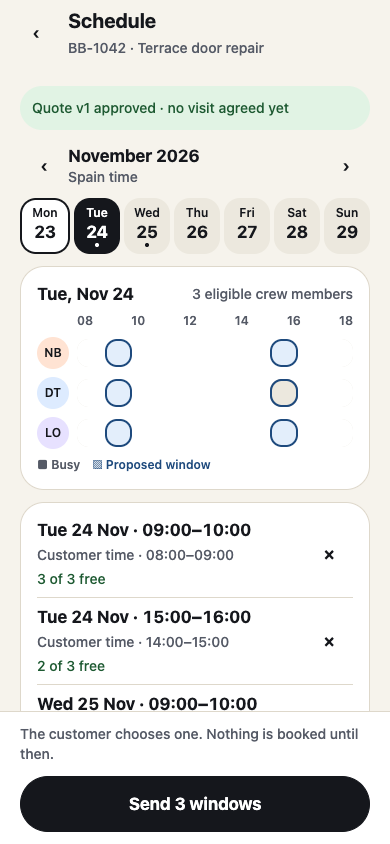 Schedule
BB-1042 · Terrace door repair
Quote v1 approved · no visit agreed yet
November 2026
Spain time
Mon Tue Wed Thu Fri Sat Sun
23 24 25 26 27 28 29
Tue, Nov 24 3 eligible crew members
08 10 12 14 16 18
NB
DT
LO
Busy Proposed window
Tue 24 Nov · 09:00–10:00
Customer time · 08:00–09:00
3 of 3 free
Tue 24 Nov · 15:00–16:00
Customer time · 14:00–15:00
2 of 3 free
Wed 25 Nov · 09:00–10:00
The customer chooses one. Nothing is booked until
then.
Send 3 windows